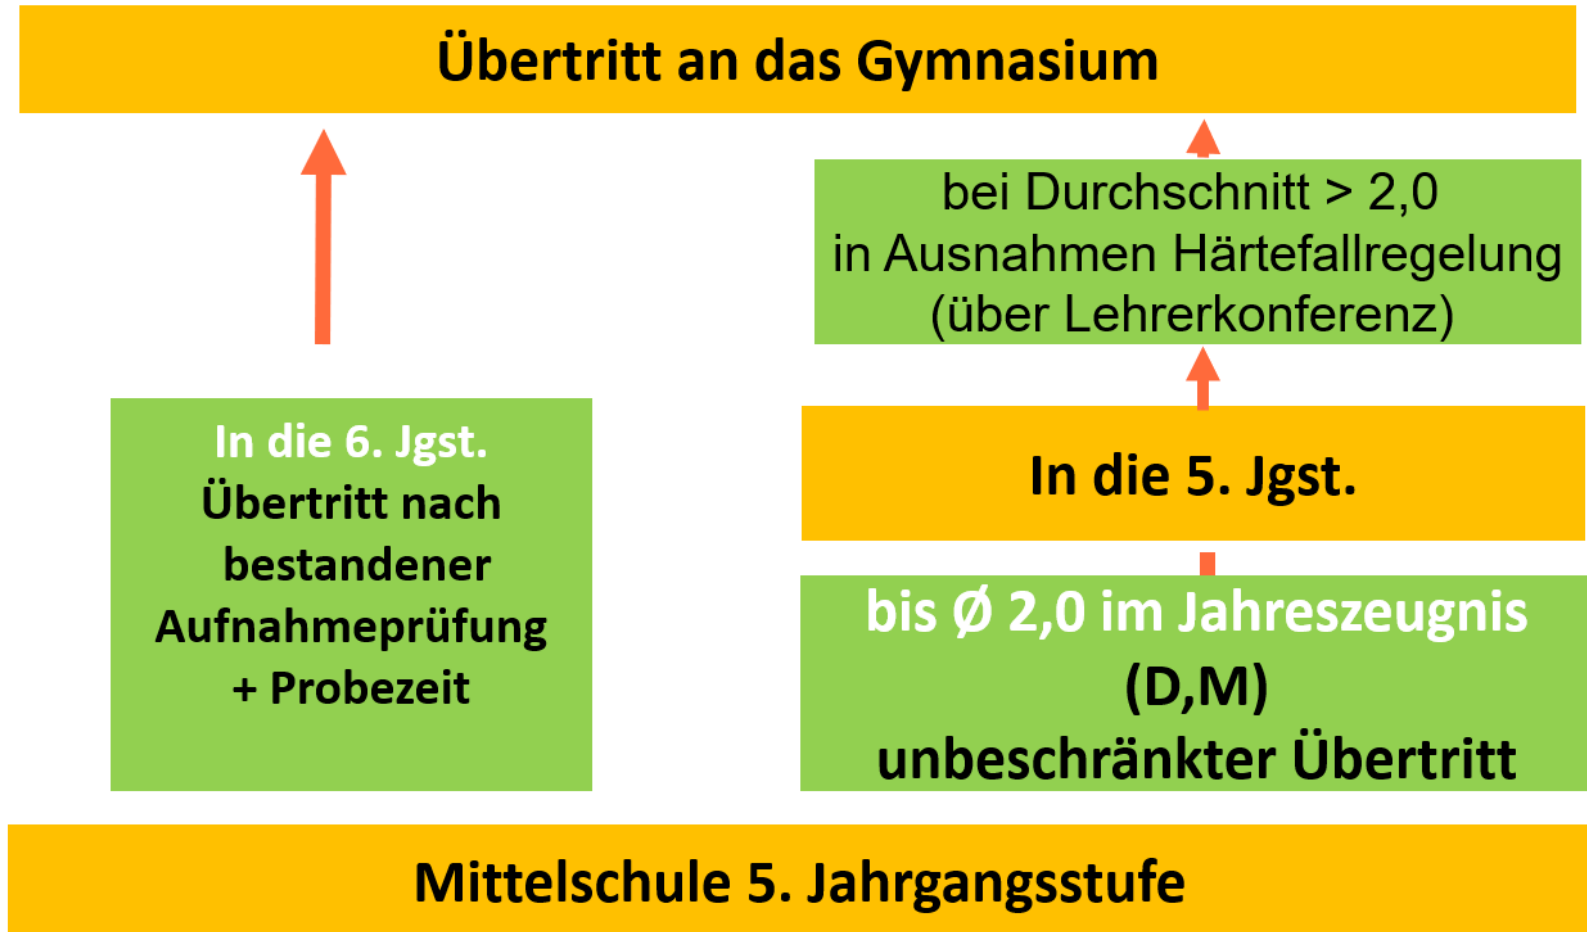 Übertritt an das Gymnasium
bei Durchschnitt > 2,0
in Ausnahmen Härtefallregelung
(über Lehrerkonferenz)
In die 6. Jgst.
Übertritt nach
bestandener
Aufnahmeprüfung
+ Probezeit
In die 5. Jgst.
bis Ø 2,0 im Jahreszeugnis
(D,M)
unbeschränkter Übertritt
Mittelschule 5. Jahrgangsstufe